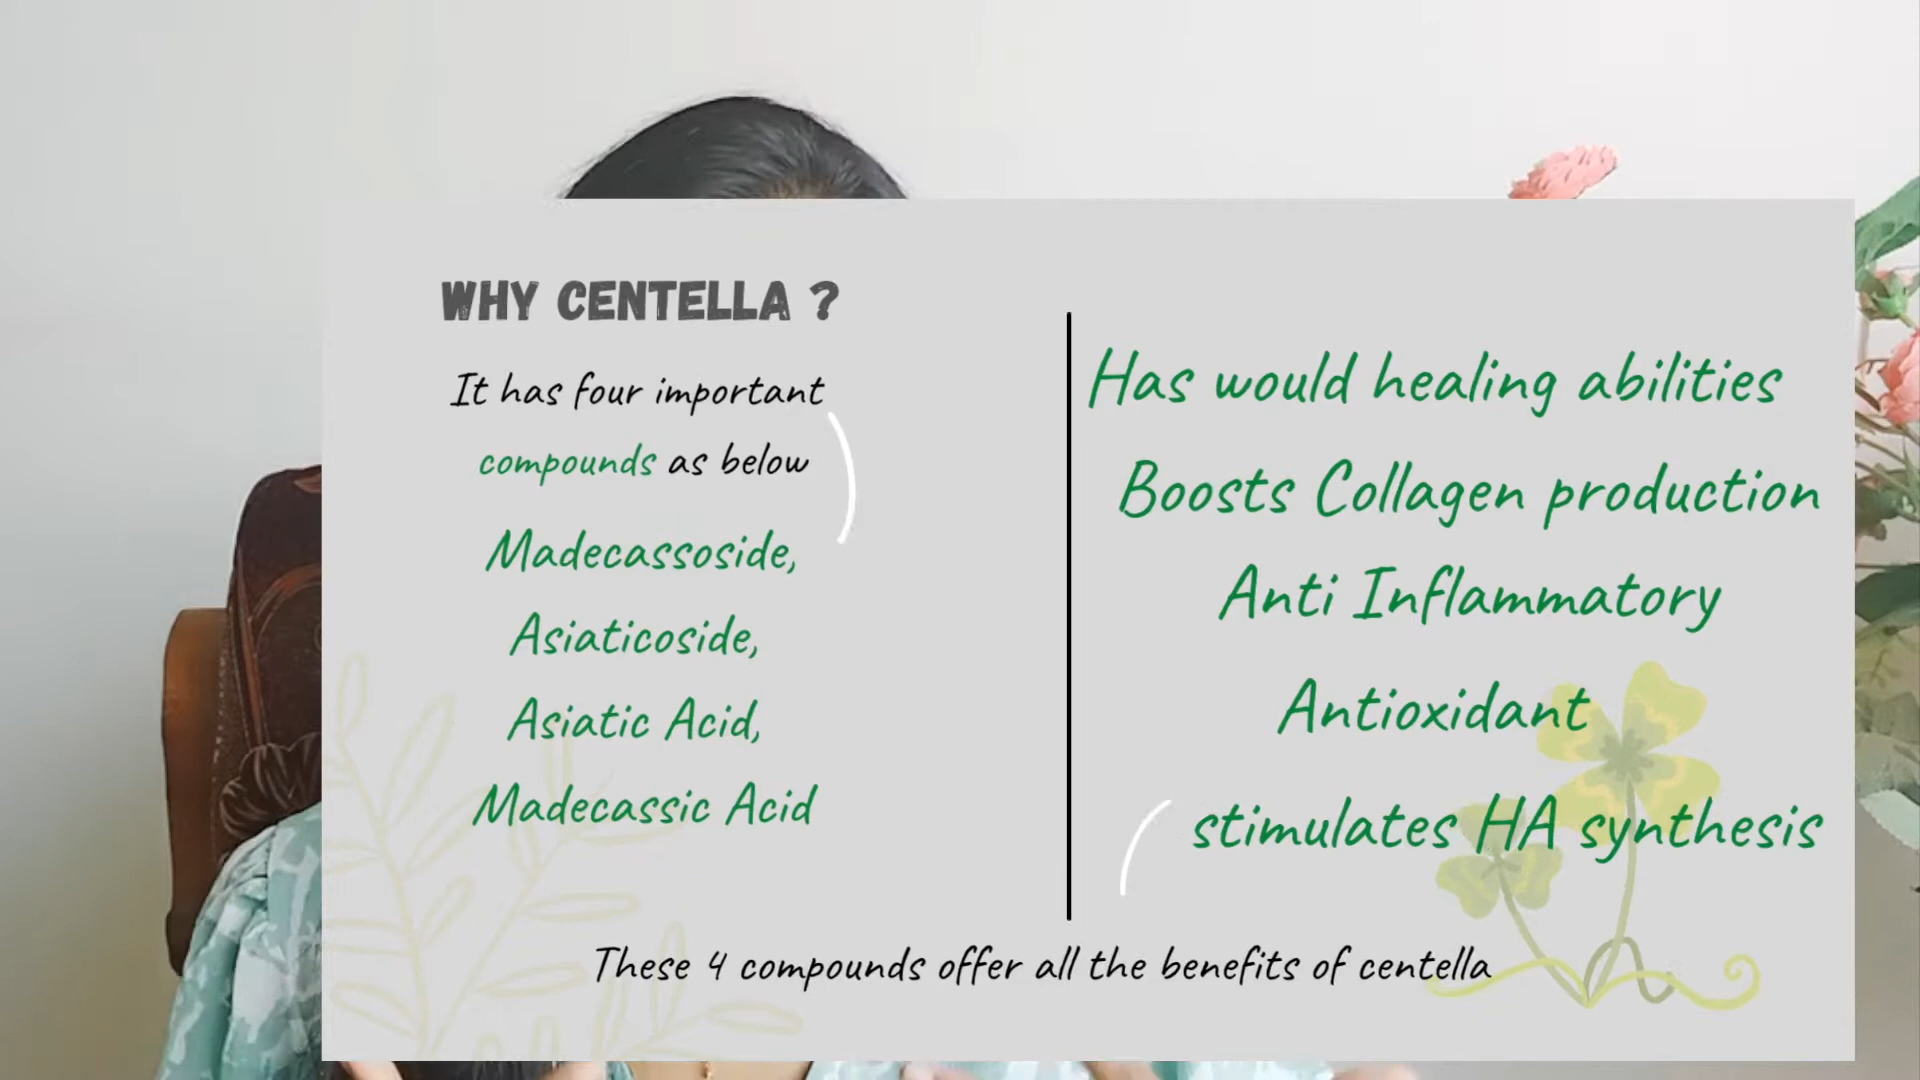 WHY CENTELLA ?
It has four important
compounds as below
Madecassoside,
Asiaticoside,
Asiatic Acid,
Madecassic Acid
Has would healing abilities
Boosts Collagen production
Anti Inflammatory
Antioxidant
stimulates HA synthesis
These 4 compounds offer all the benefits of centella